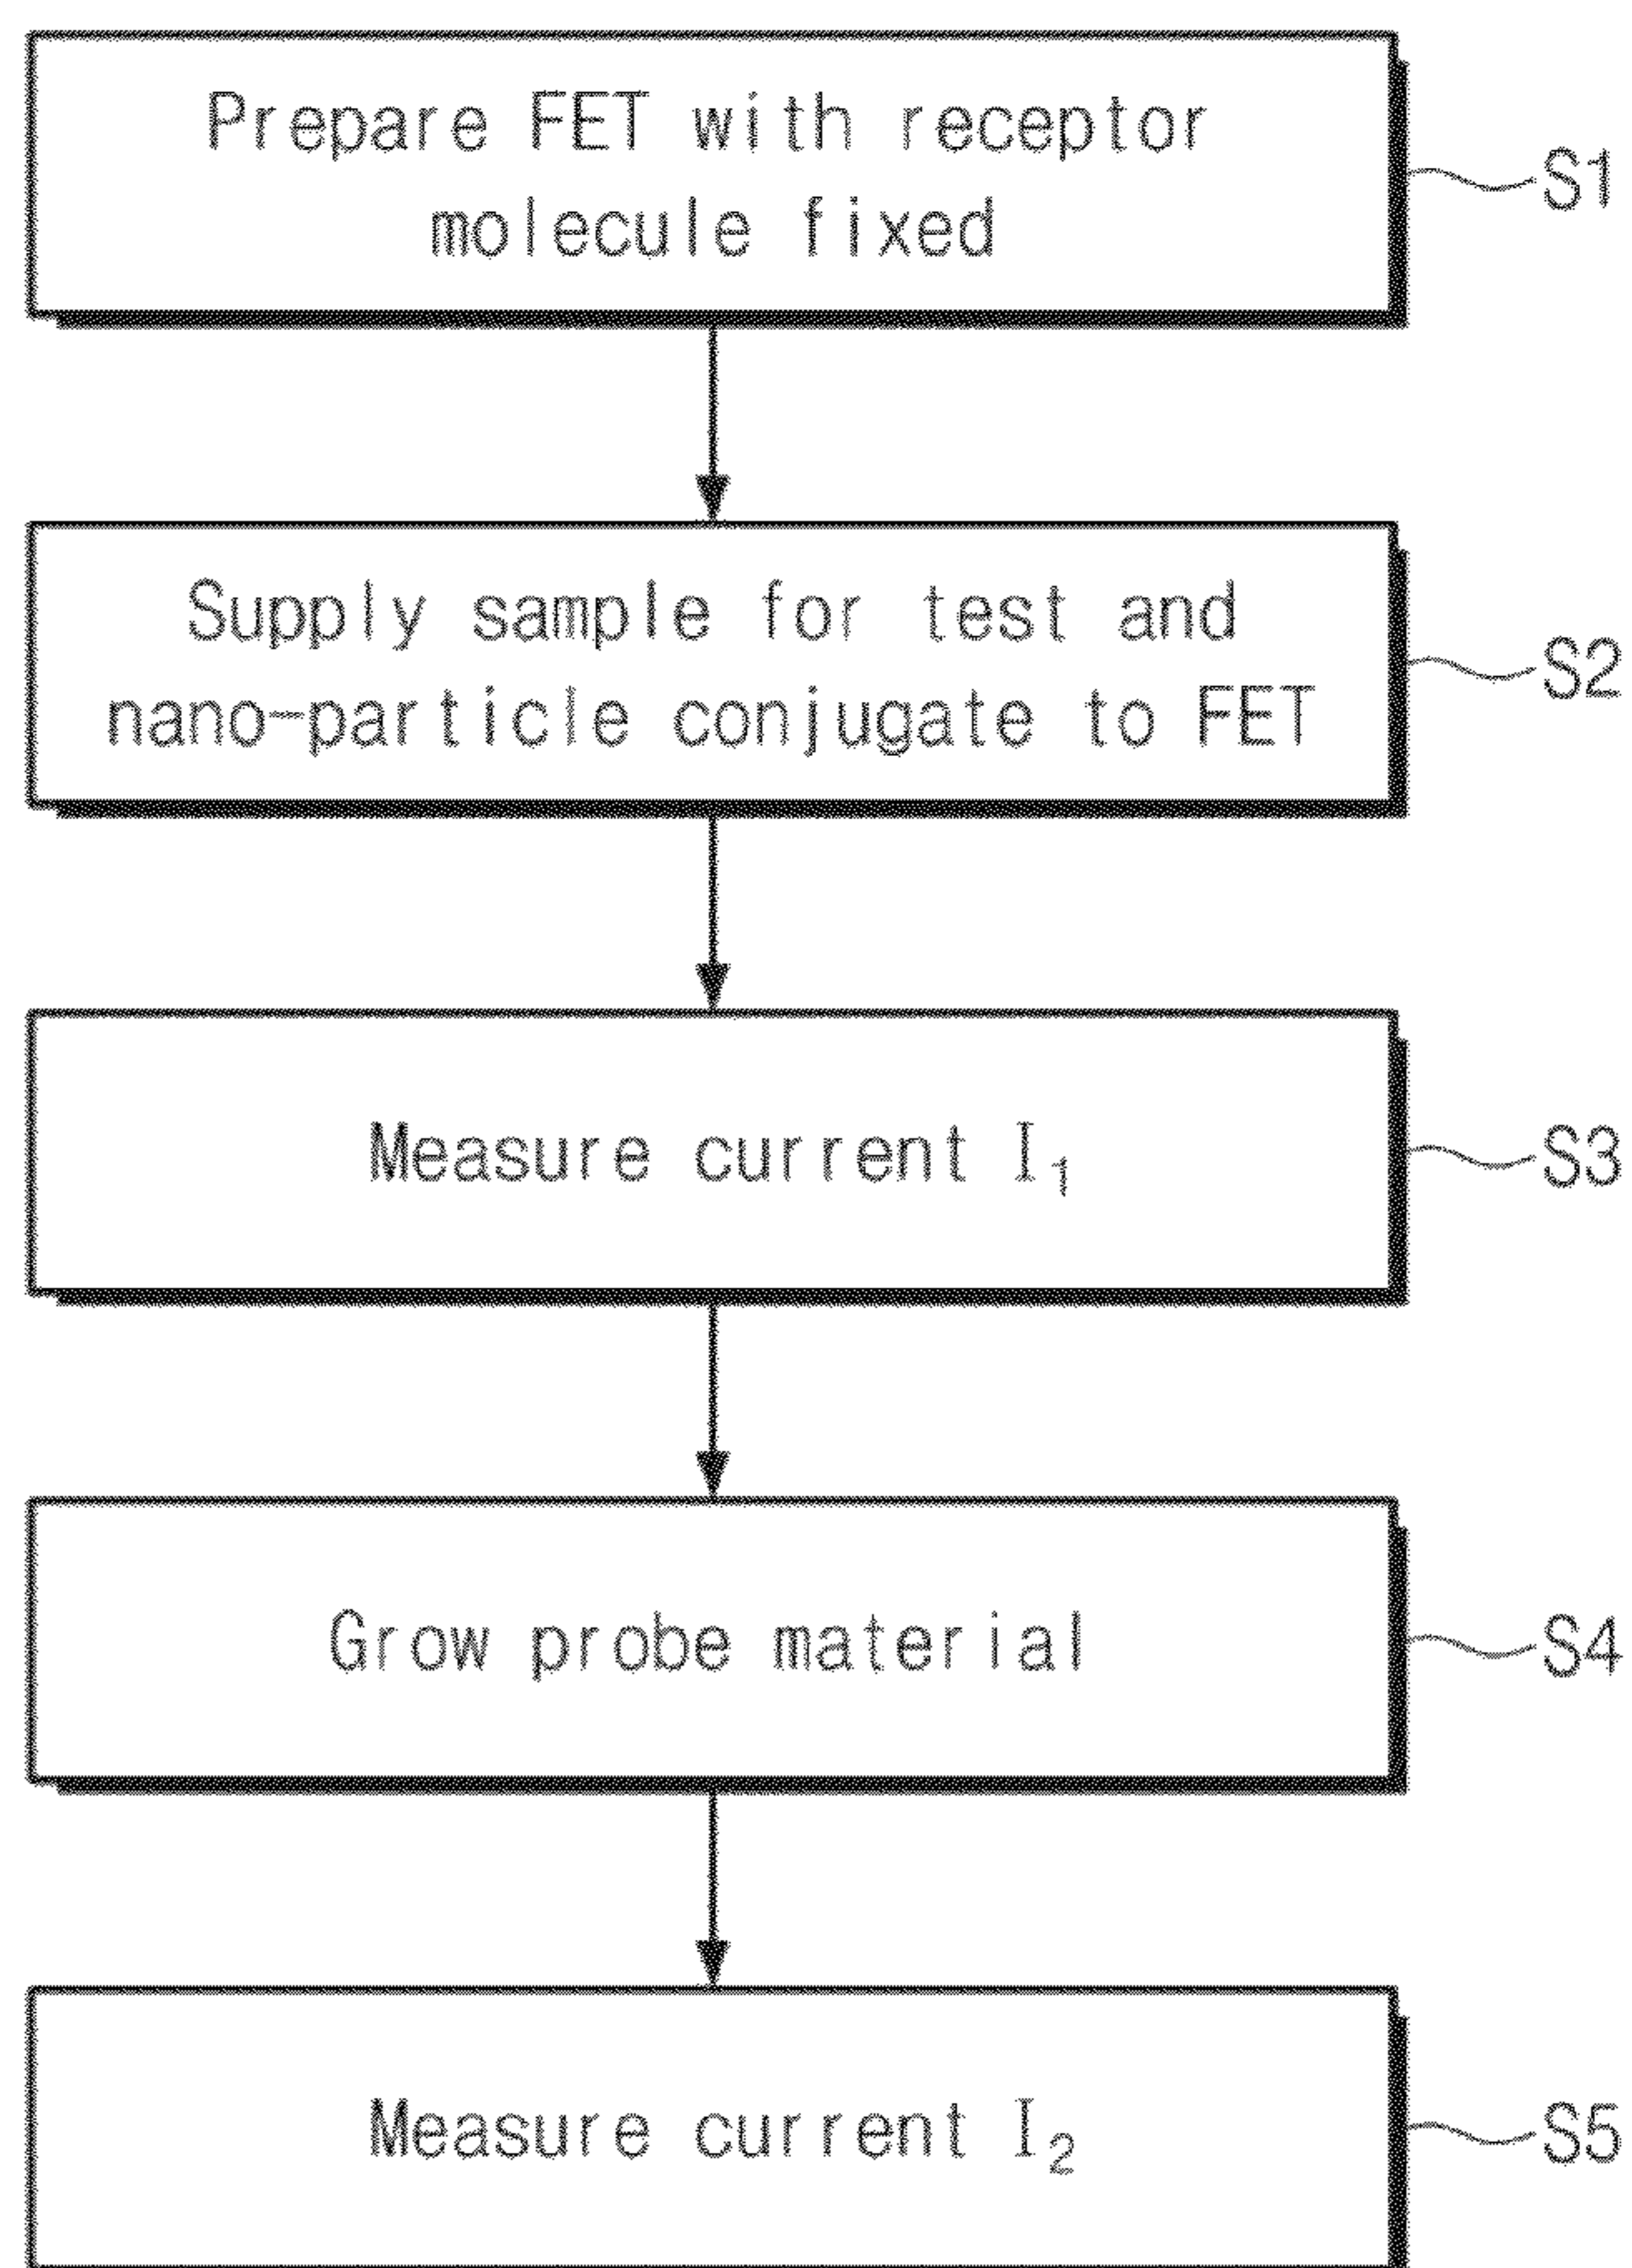 Prepare FET with receptor
molecule fixed
S1
Supply sample for test and
nano-particle conjugate to FET
S2
Measure current I₁
S3
Grow probe material
S4
Measure current I₂
S5